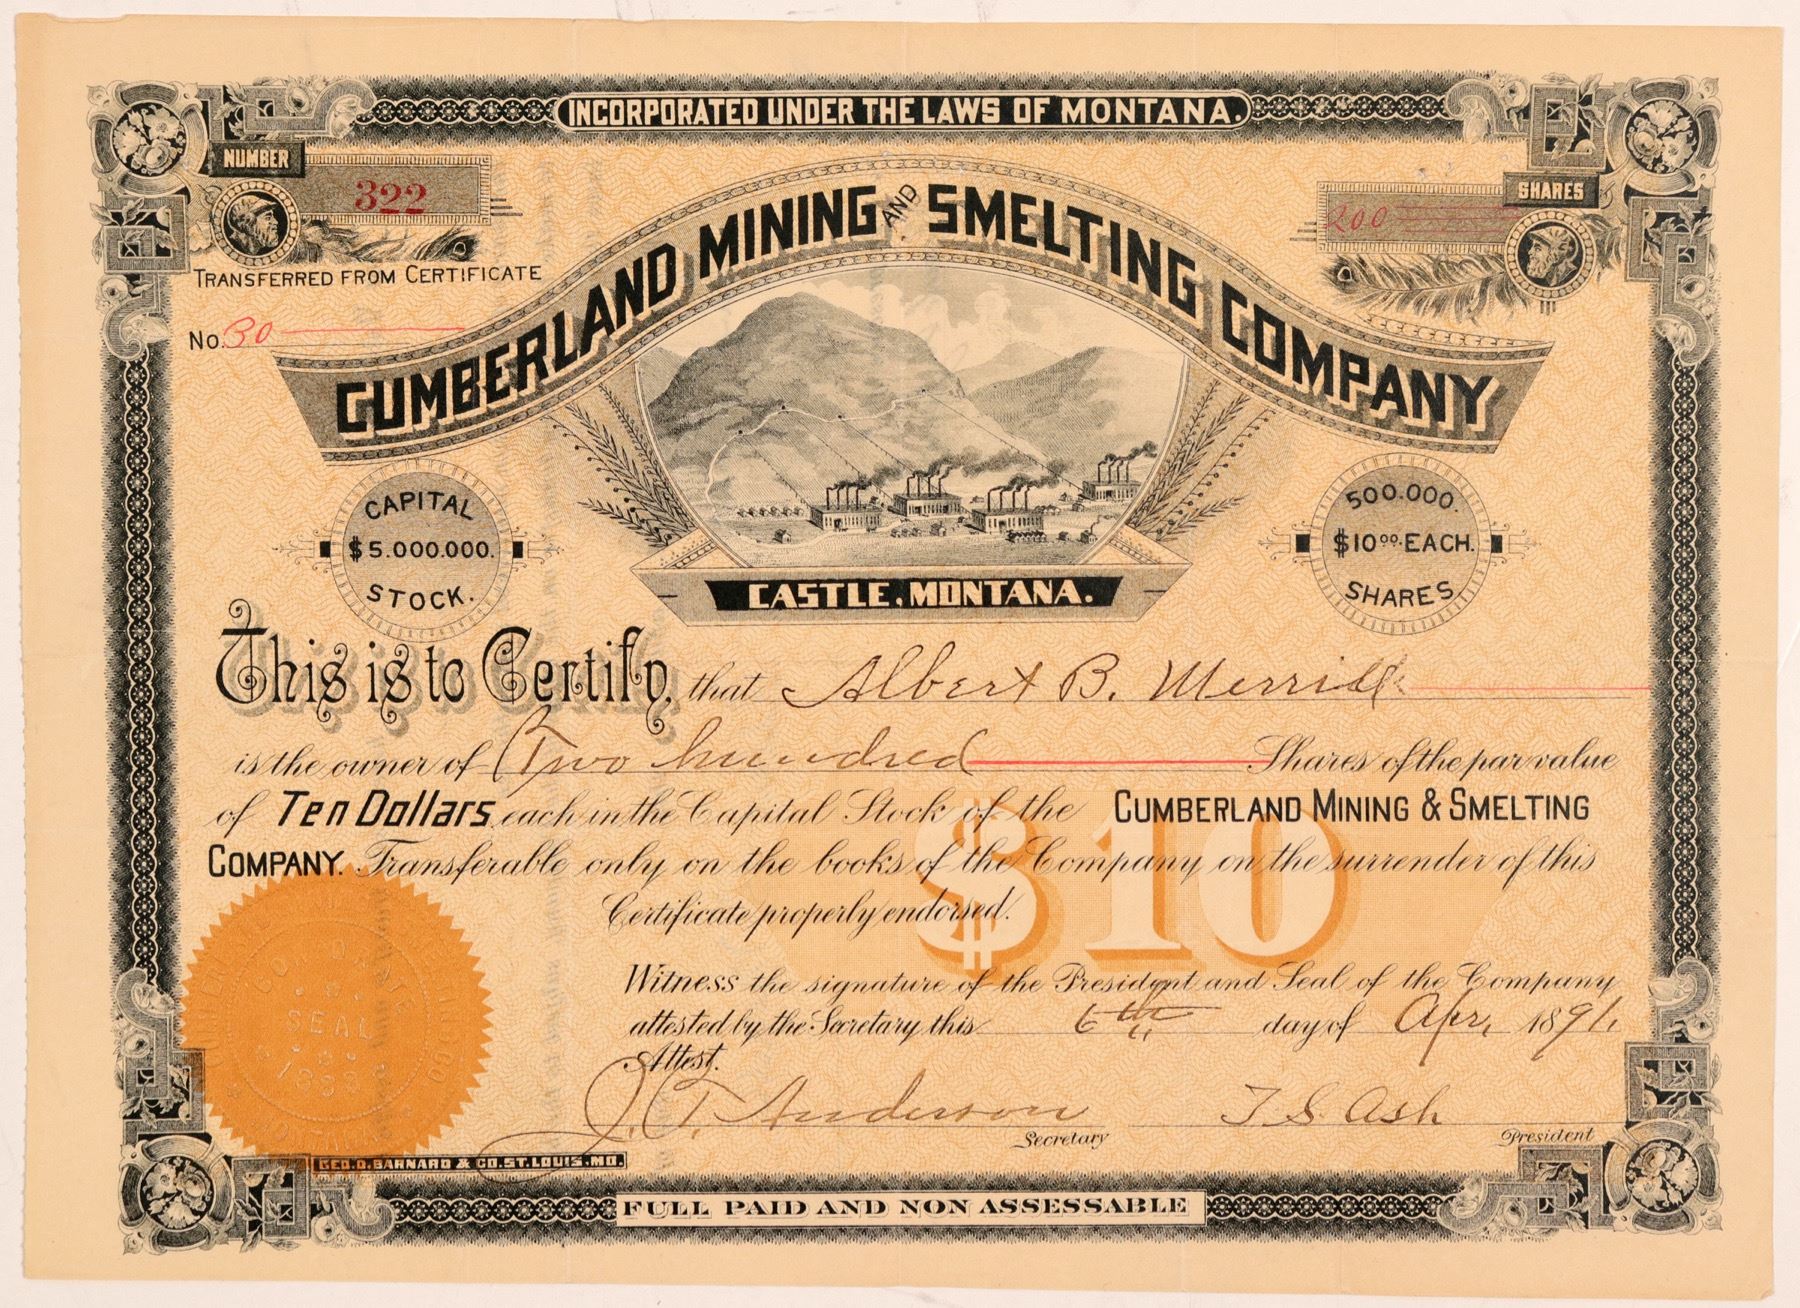 INCORPORATED UNDER THE LAWS OF MONTANA.
NUMBER
322
SHARES
200
TRANSFERRED FROM CERTIFICATE
No. 30
CUMBERLAND MINING AND SMELTING COMPANY
CAPITAL
$5.000.000.
STOCK.
500.000.
$10.00 EACH.
SHARES
CASTLE, MONTANA.
This is to Certify, that Albert B. Merrill
is the owner of Two hundred Shares of the par value
of Ten Dollars each in the Capital Stock of the CUMBERLAND MINING & SMELTING
COMPANY. Transferable only on the books of the Company on the surrender of this
Certificate properly endorsed.
$10
Witness the signature of the President and Seal of the Company
attested by the Secretary this 6th day of Apr, 1891.
Attest.
J. T. Anderson
Secretary
T S. Ash
President
CORPORATE
SEAL
GEO. D. BARNARD & CO. ST. LOUIS. MO.
FULL PAID AND NON ASSESSABLE